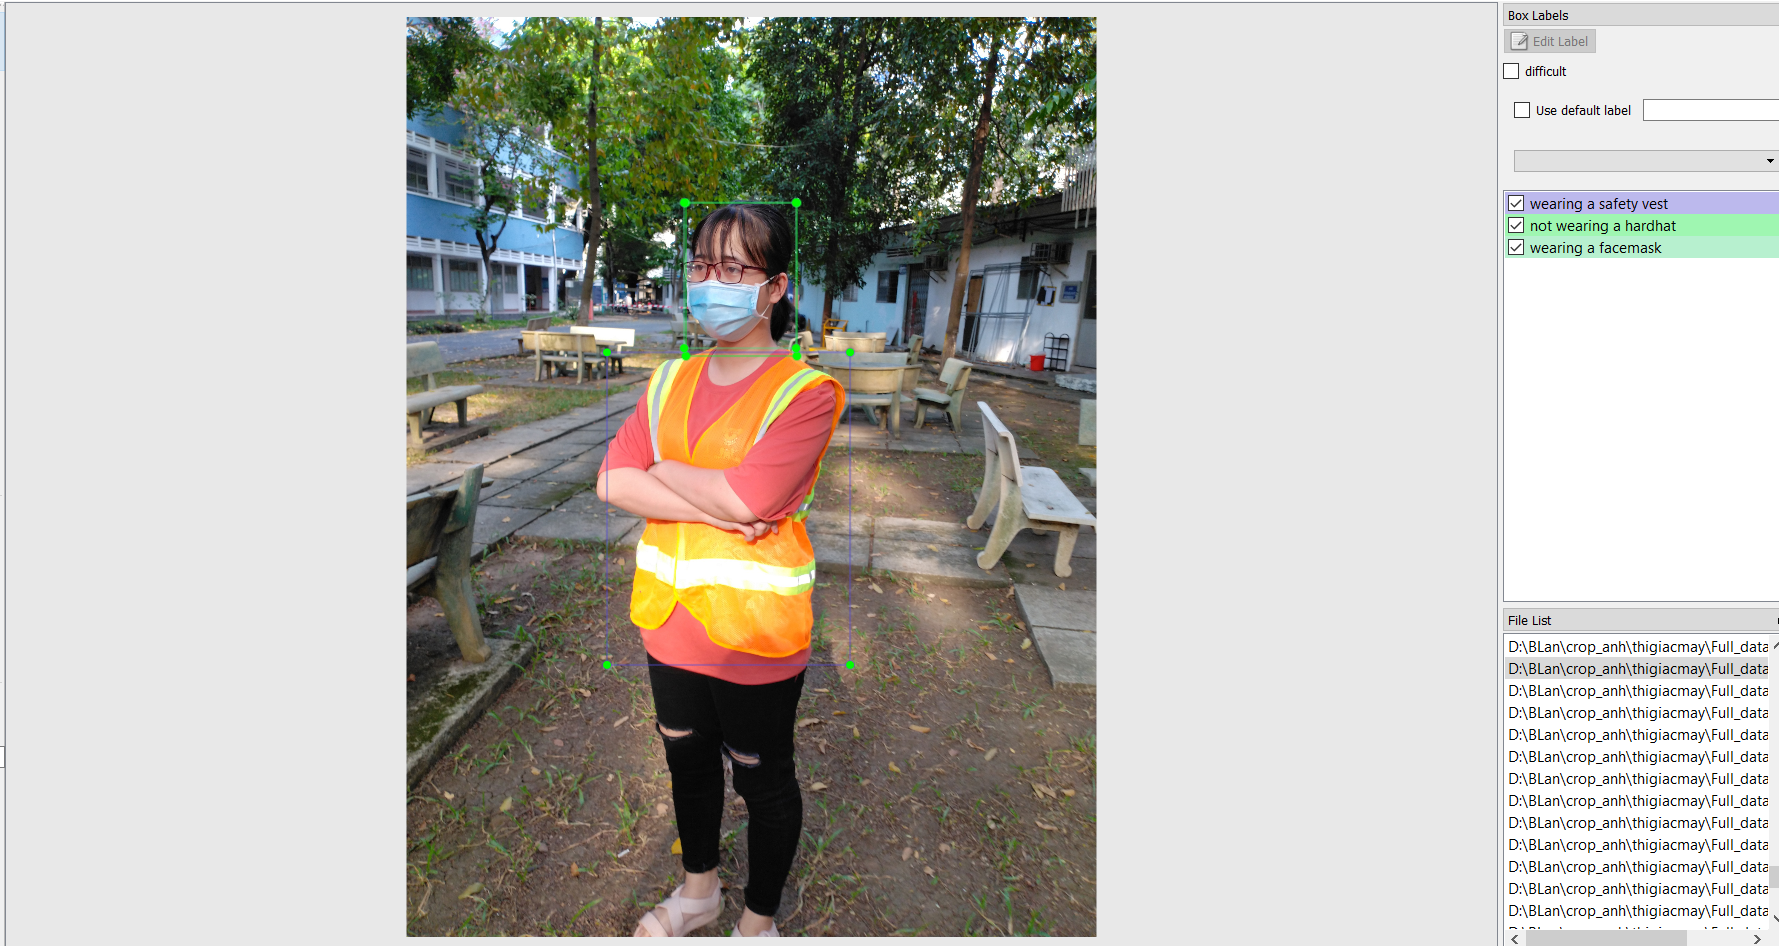 Box Labels
Edit Label
difficult
Use default label
wearing a safety vest
not wearing a hardhat
wearing a facemask
File List
D:\BLan\crop_anh\thigiacmay\Full_data
D:\BLan\crop_anh\thigiacmay\Full_data
D:\BLan\crop_anh\thigiacmay\Full_data
D:\BLan\crop_anh\thigiacmay\Full_data
D:\BLan\crop_anh\thigiacmay\Full_data
D:\BLan\crop_anh\thigiacmay\Full_data
D:\BLan\crop_anh\thigiacmay\Full_data
D:\BLan\crop_anh\thigiacmay\Full_data
D:\BLan\crop_anh\thigiacmay\Full_data
D:\BLan\crop_anh\thigiacmay\Full_data
D:\BLan\crop_anh\thigiacmay\Full_data
D:\BLan\crop_anh\thigiacmay\Full_data
D:\BLan\crop_anh\thigiacmay\Full_data